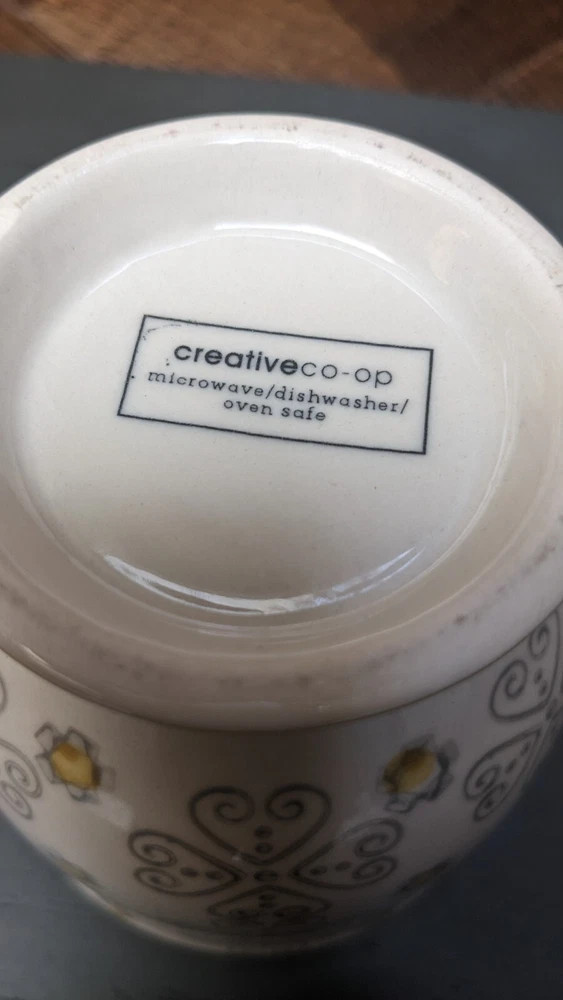 creativeco-op
microwave/dishwasher/
oven safe